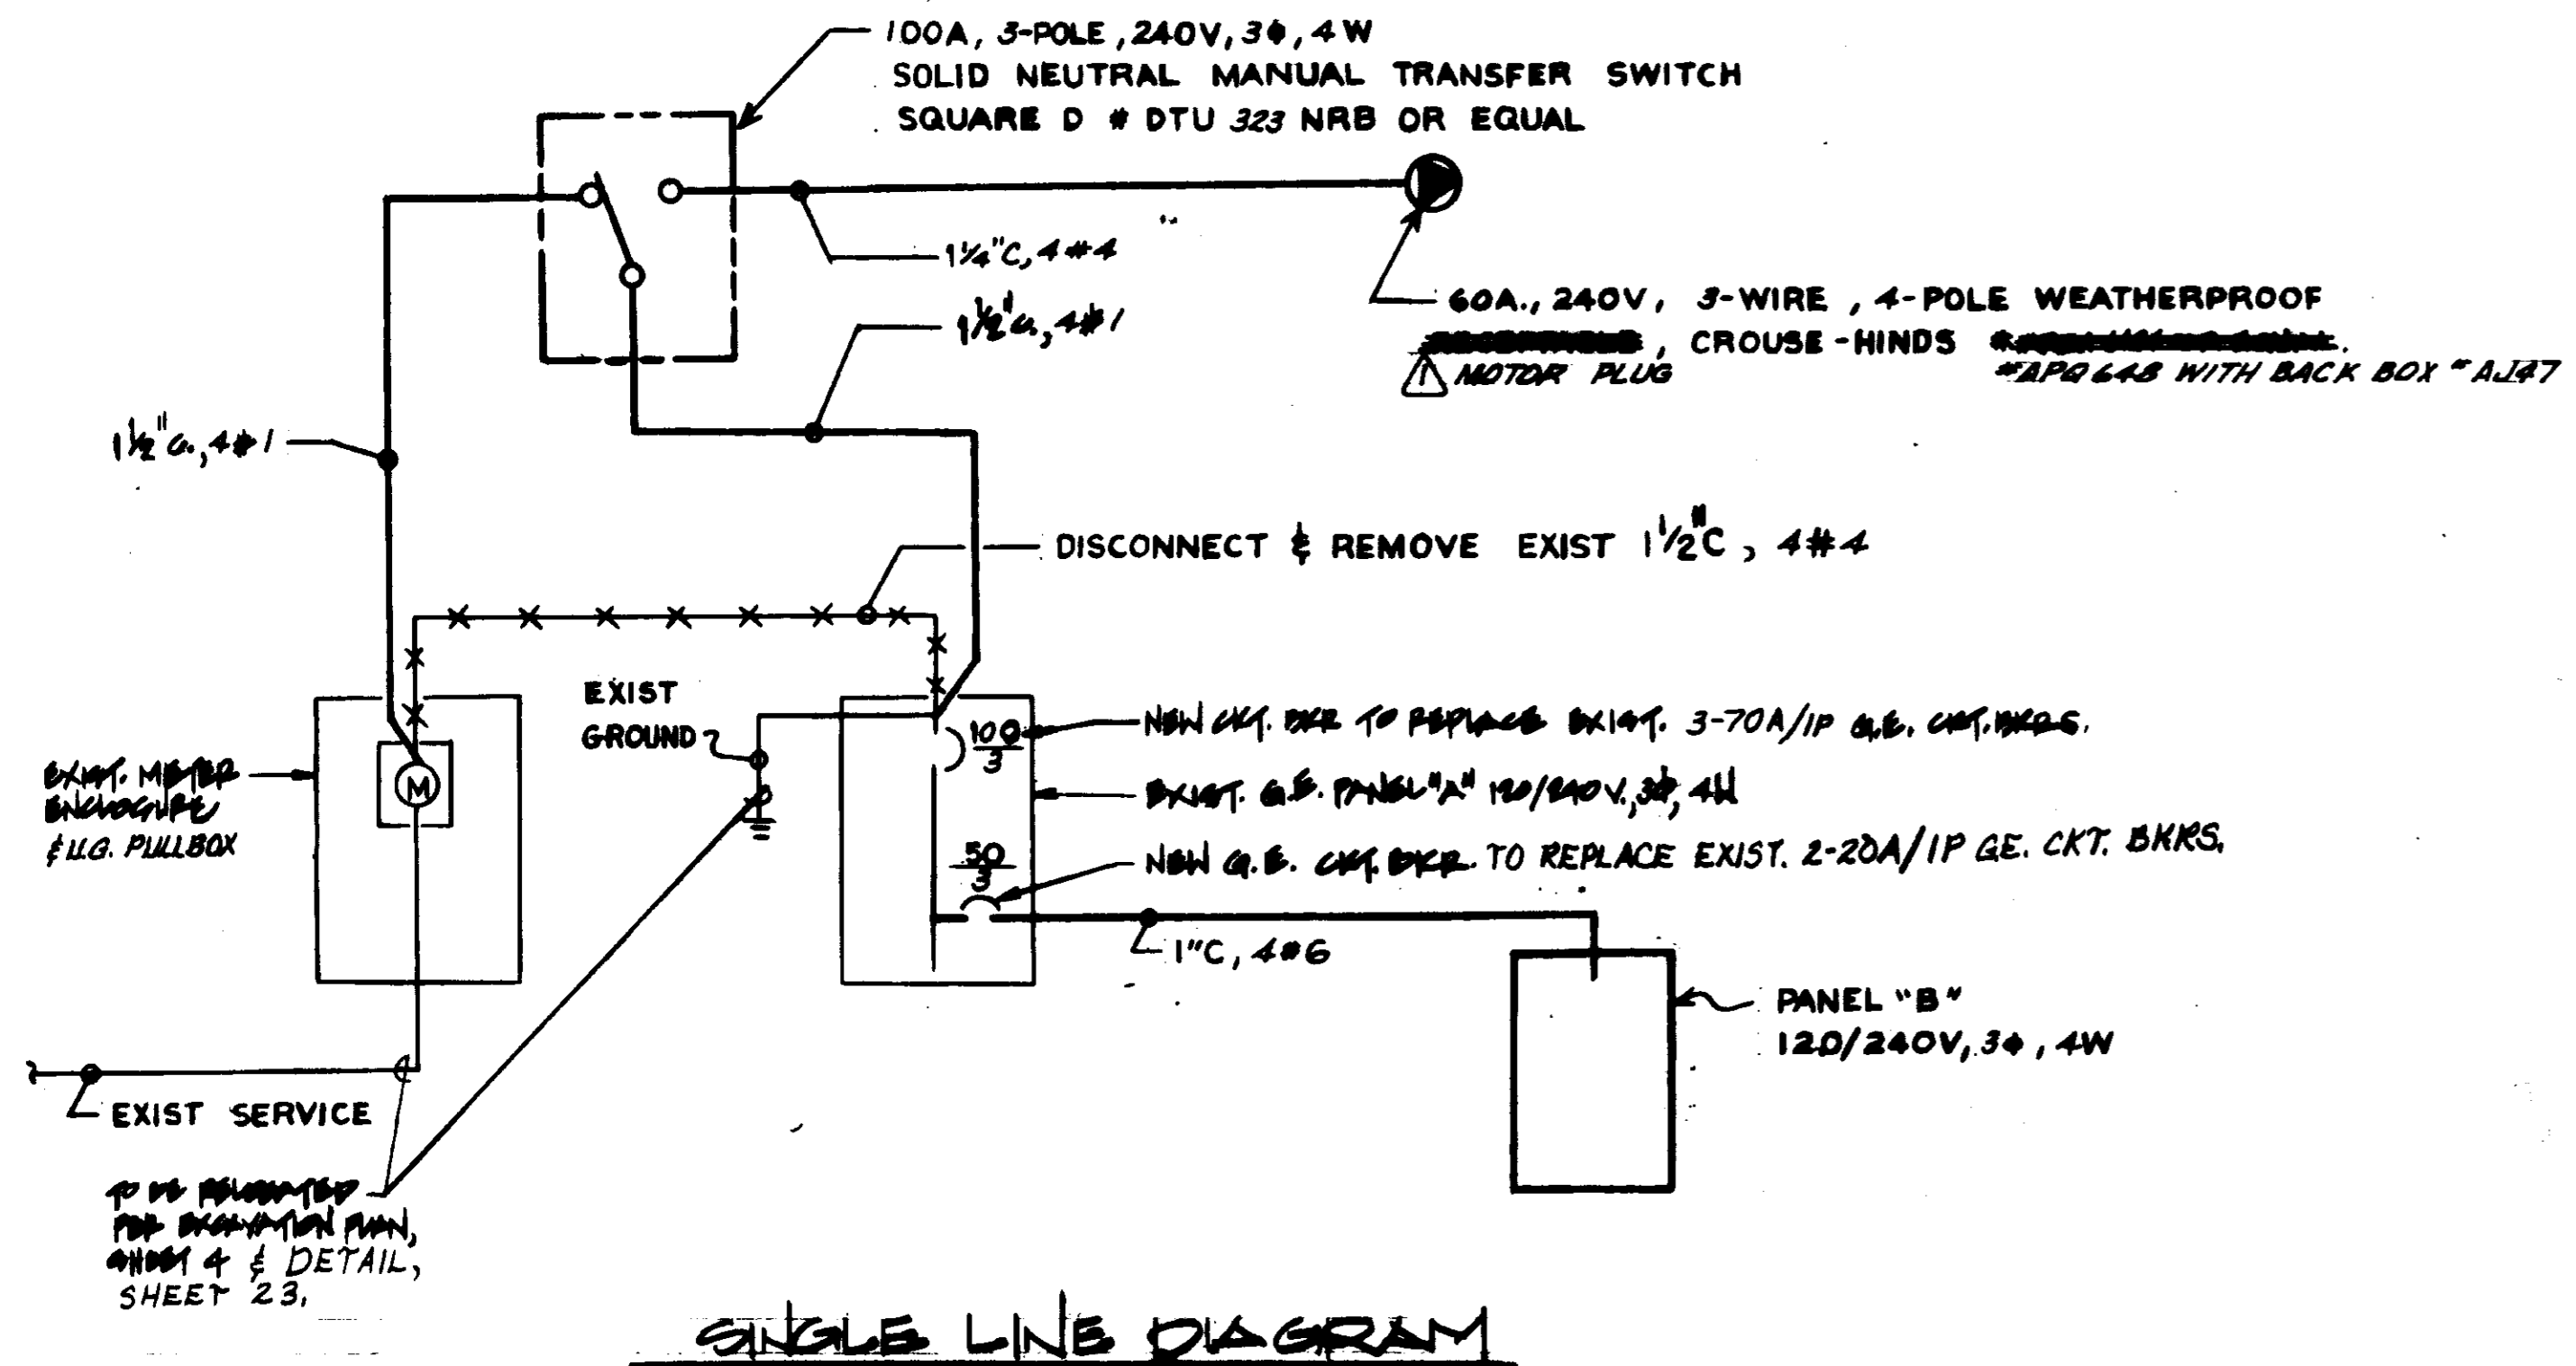 100A, 3-POLE, 240V, 3ϕ, 4W
SOLID NEUTRAL MANUAL TRANSFER SWITCH
SQUARE D # DTU 323 NRB OR EQUAL
1¼"C, 4#4
1½"C., 4#1
60A., 240V, 3-WIRE, 4-POLE WEATHERPROOF
, CROUSE-HINDS
1 MOTOR PLUG
#APQ648 WITH BACK BOX #AJ47
1½"C., 4#1
DISCONNECT & REMOVE EXIST 1½"C, 4#4
EXIST
GROUND
100
3
NEW CKT. BKR TO REPLACE EXIST. 3-70A/1P G.E. CKT. BKRS.
EXIST. METER
ENCLOSURE
& U.G. PULLBOX
M
EXIST. G.E. PANEL "A" 120/240V., 3ϕ, 4W
50
3
NEW G.E. CKT. BKR. TO REPLACE EXIST. 2-20A/1P G.E. CKT. BKRS.
1"C, 4#6
PANEL "B"
120/240V, 3ϕ, 4W
EXIST SERVICE
TO BE RELOCATED
PER EXCAVATION PLAN,
SHEET 4 & DETAIL,
SHEET 23.
SINGLE LINE DIAGRAM